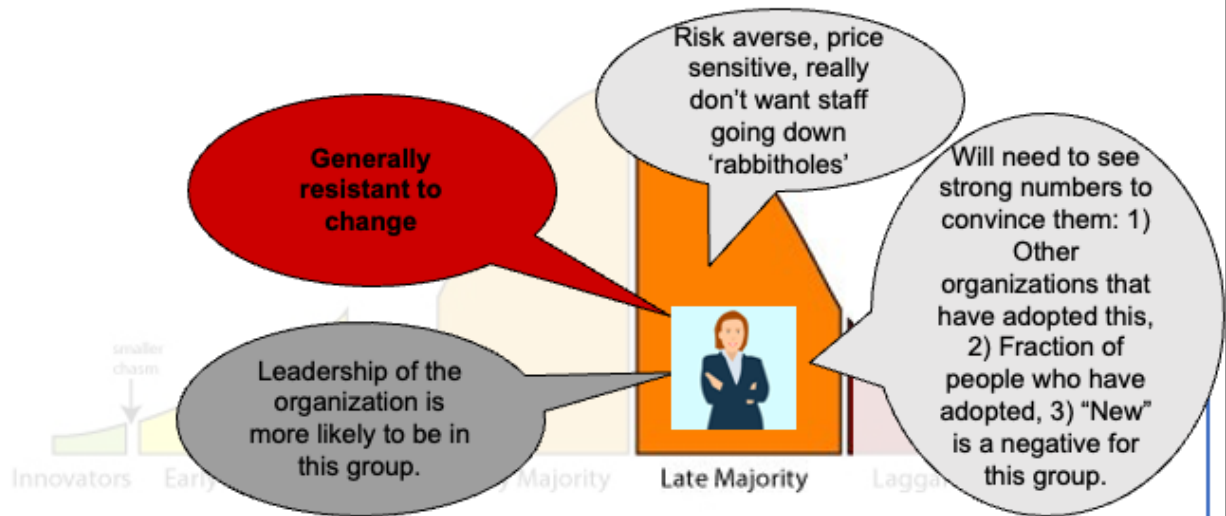 Risk averse, price
sensitive, really
don't want staff
going down
'rabbitholes'
Generally
resistant to
change
Will need to see
strong numbers to
convince them: 1)
Other
organizations that
have adopted this,
2) Fraction of
people who have
adopted, 3) "New"
is a negative for
this group.
smaller
chasm
Leadership of the
organization is
more likely to be in
this group.
Innovators Early Majority Late Majority